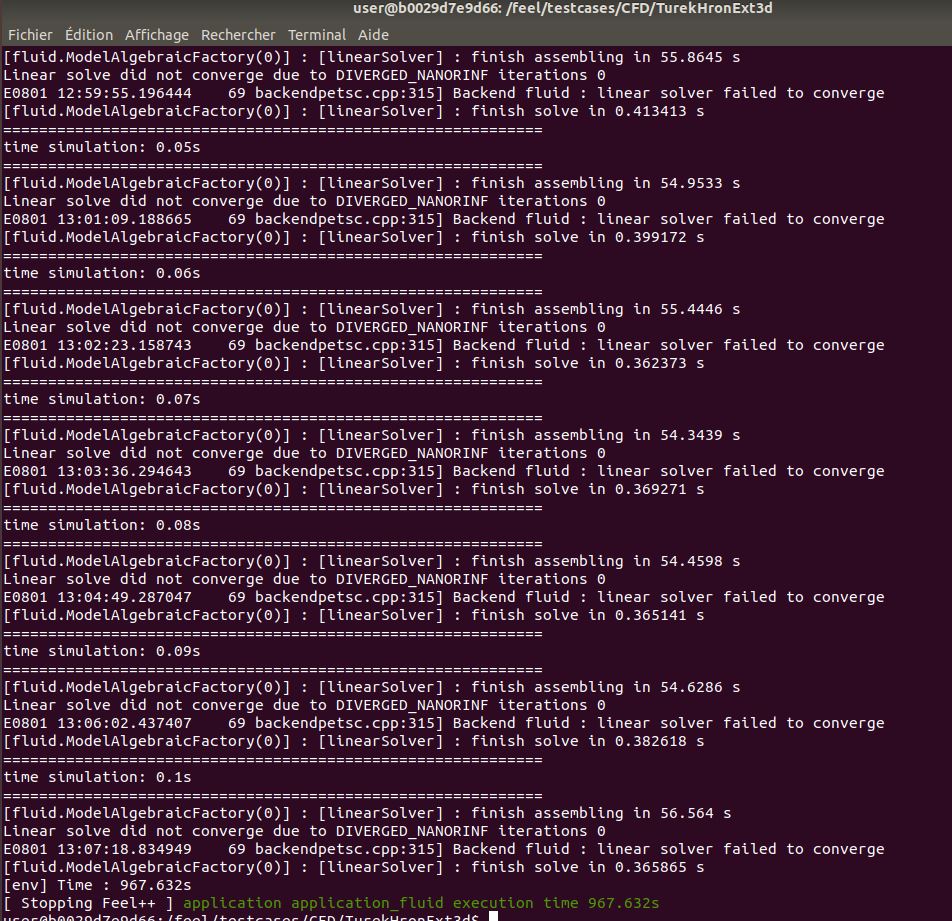 user@b0029d7e9d66: /feel/testcases/CFD/TurekHronExt3d
Fichier Édition Affichage Rechercher Terminal Aide
[fluid.ModelAlgebraicFactory(0)] : [linearSolver] : finish assembling in 55.8645 s
Linear solve did not converge due to DIVERGED_NANORINF iterations 0
E0801 12:59:55.196444    69 backendpetsc.cpp:315] Backend fluid : linear solver failed to converge
[fluid.ModelAlgebraicFactory(0)] : [linearSolver] : finish solve in 0.413413 s
============================================================
time simulation: 0.05s
============================================================
[fluid.ModelAlgebraicFactory(0)] : [linearSolver] : finish assembling in 54.9533 s
Linear solve did not converge due to DIVERGED_NANORINF iterations 0
E0801 13:01:09.188665    69 backendpetsc.cpp:315] Backend fluid : linear solver failed to converge
[fluid.ModelAlgebraicFactory(0)] : [linearSolver] : finish solve in 0.399172 s
============================================================
time simulation: 0.06s
============================================================
[fluid.ModelAlgebraicFactory(0)] : [linearSolver] : finish assembling in 55.4446 s
Linear solve did not converge due to DIVERGED_NANORINF iterations 0
E0801 13:02:23.158743    69 backendpetsc.cpp:315] Backend fluid : linear solver failed to converge
[fluid.ModelAlgebraicFactory(0)] : [linearSolver] : finish solve in 0.362373 s
============================================================
time simulation: 0.07s
============================================================
[fluid.ModelAlgebraicFactory(0)] : [linearSolver] : finish assembling in 54.3439 s
Linear solve did not converge due to DIVERGED_NANORINF iterations 0
E0801 13:03:36.294643    69 backendpetsc.cpp:315] Backend fluid : linear solver failed to converge
[fluid.ModelAlgebraicFactory(0)] : [linearSolver] : finish solve in 0.369271 s
============================================================
time simulation: 0.08s
============================================================
[fluid.ModelAlgebraicFactory(0)] : [linearSolver] : finish assembling in 54.4598 s
Linear solve did not converge due to DIVERGED_NANORINF iterations 0
E0801 13:04:49.287047    69 backendpetsc.cpp:315] Backend fluid : linear solver failed to converge
[fluid.ModelAlgebraicFactory(0)] : [linearSolver] : finish solve in 0.365141 s
============================================================
time simulation: 0.09s
============================================================
[fluid.ModelAlgebraicFactory(0)] : [linearSolver] : finish assembling in 54.6286 s
Linear solve did not converge due to DIVERGED_NANORINF iterations 0
E0801 13:06:02.437407    69 backendpetsc.cpp:315] Backend fluid : linear solver failed to converge
[fluid.ModelAlgebraicFactory(0)] : [linearSolver] : finish solve in 0.382618 s
============================================================
time simulation: 0.1s
============================================================
[fluid.ModelAlgebraicFactory(0)] : [linearSolver] : finish assembling in 56.564 s
Linear solve did not converge due to DIVERGED_NANORINF iterations 0
E0801 13:07:18.834949    69 backendpetsc.cpp:315] Backend fluid : linear solver failed to converge
[fluid.ModelAlgebraicFactory(0)] : [linearSolver] : finish solve in 0.365865 s
[env] Time : 967.632s
[ Stopping Feel++ ] application application_fluid execution time 967.632s
user@b0029d7e9d66:/feel/testcases/CFD/TurekHronExt3d$